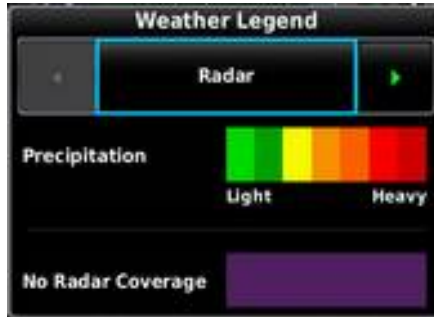 Weather Legend
Radar
Precipitation
Light Heavy
No Radar Coverage